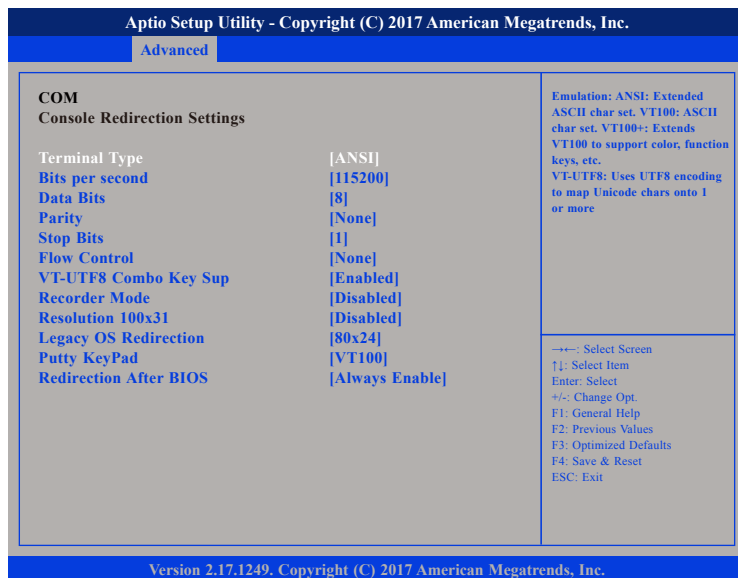 Aptio Setup Utility - Copyright (C) 2017 American Megatrends, Inc.
Advanced
COM
Console Redirection Settings
Terminal Type [ANSI]
Bits per second [115200]
Data Bits [8]
Parity [None]
Stop Bits [1]
Flow Control [None]
VT-UTF8 Combo Key Sup [Enabled]
Recorder Mode [Disabled]
Resolution 100x31 [Disabled]
Legacy OS Redirection [80x24]
Putty KeyPad [VT100]
Redirection After BIOS [Always Enable]
Emulation: ANSI: Extended
ASCII char set. VT100: ASCII
char set. VT100+: Extends
VT100 to support color, function
keys, etc.
VT-UTF8: Uses UTF8 encoding
to map Unicode chars onto 1
or more
→←: Select Screen
↑↓: Select Item
Enter: Select
+/-: Change Opt.
F1: General Help
F2: Previous Values
F3: Optimized Defaults
F4: Save & Reset
ESC: Exit
Version 2.17.1249. Copyright (C) 2017 American Megatrends, Inc.